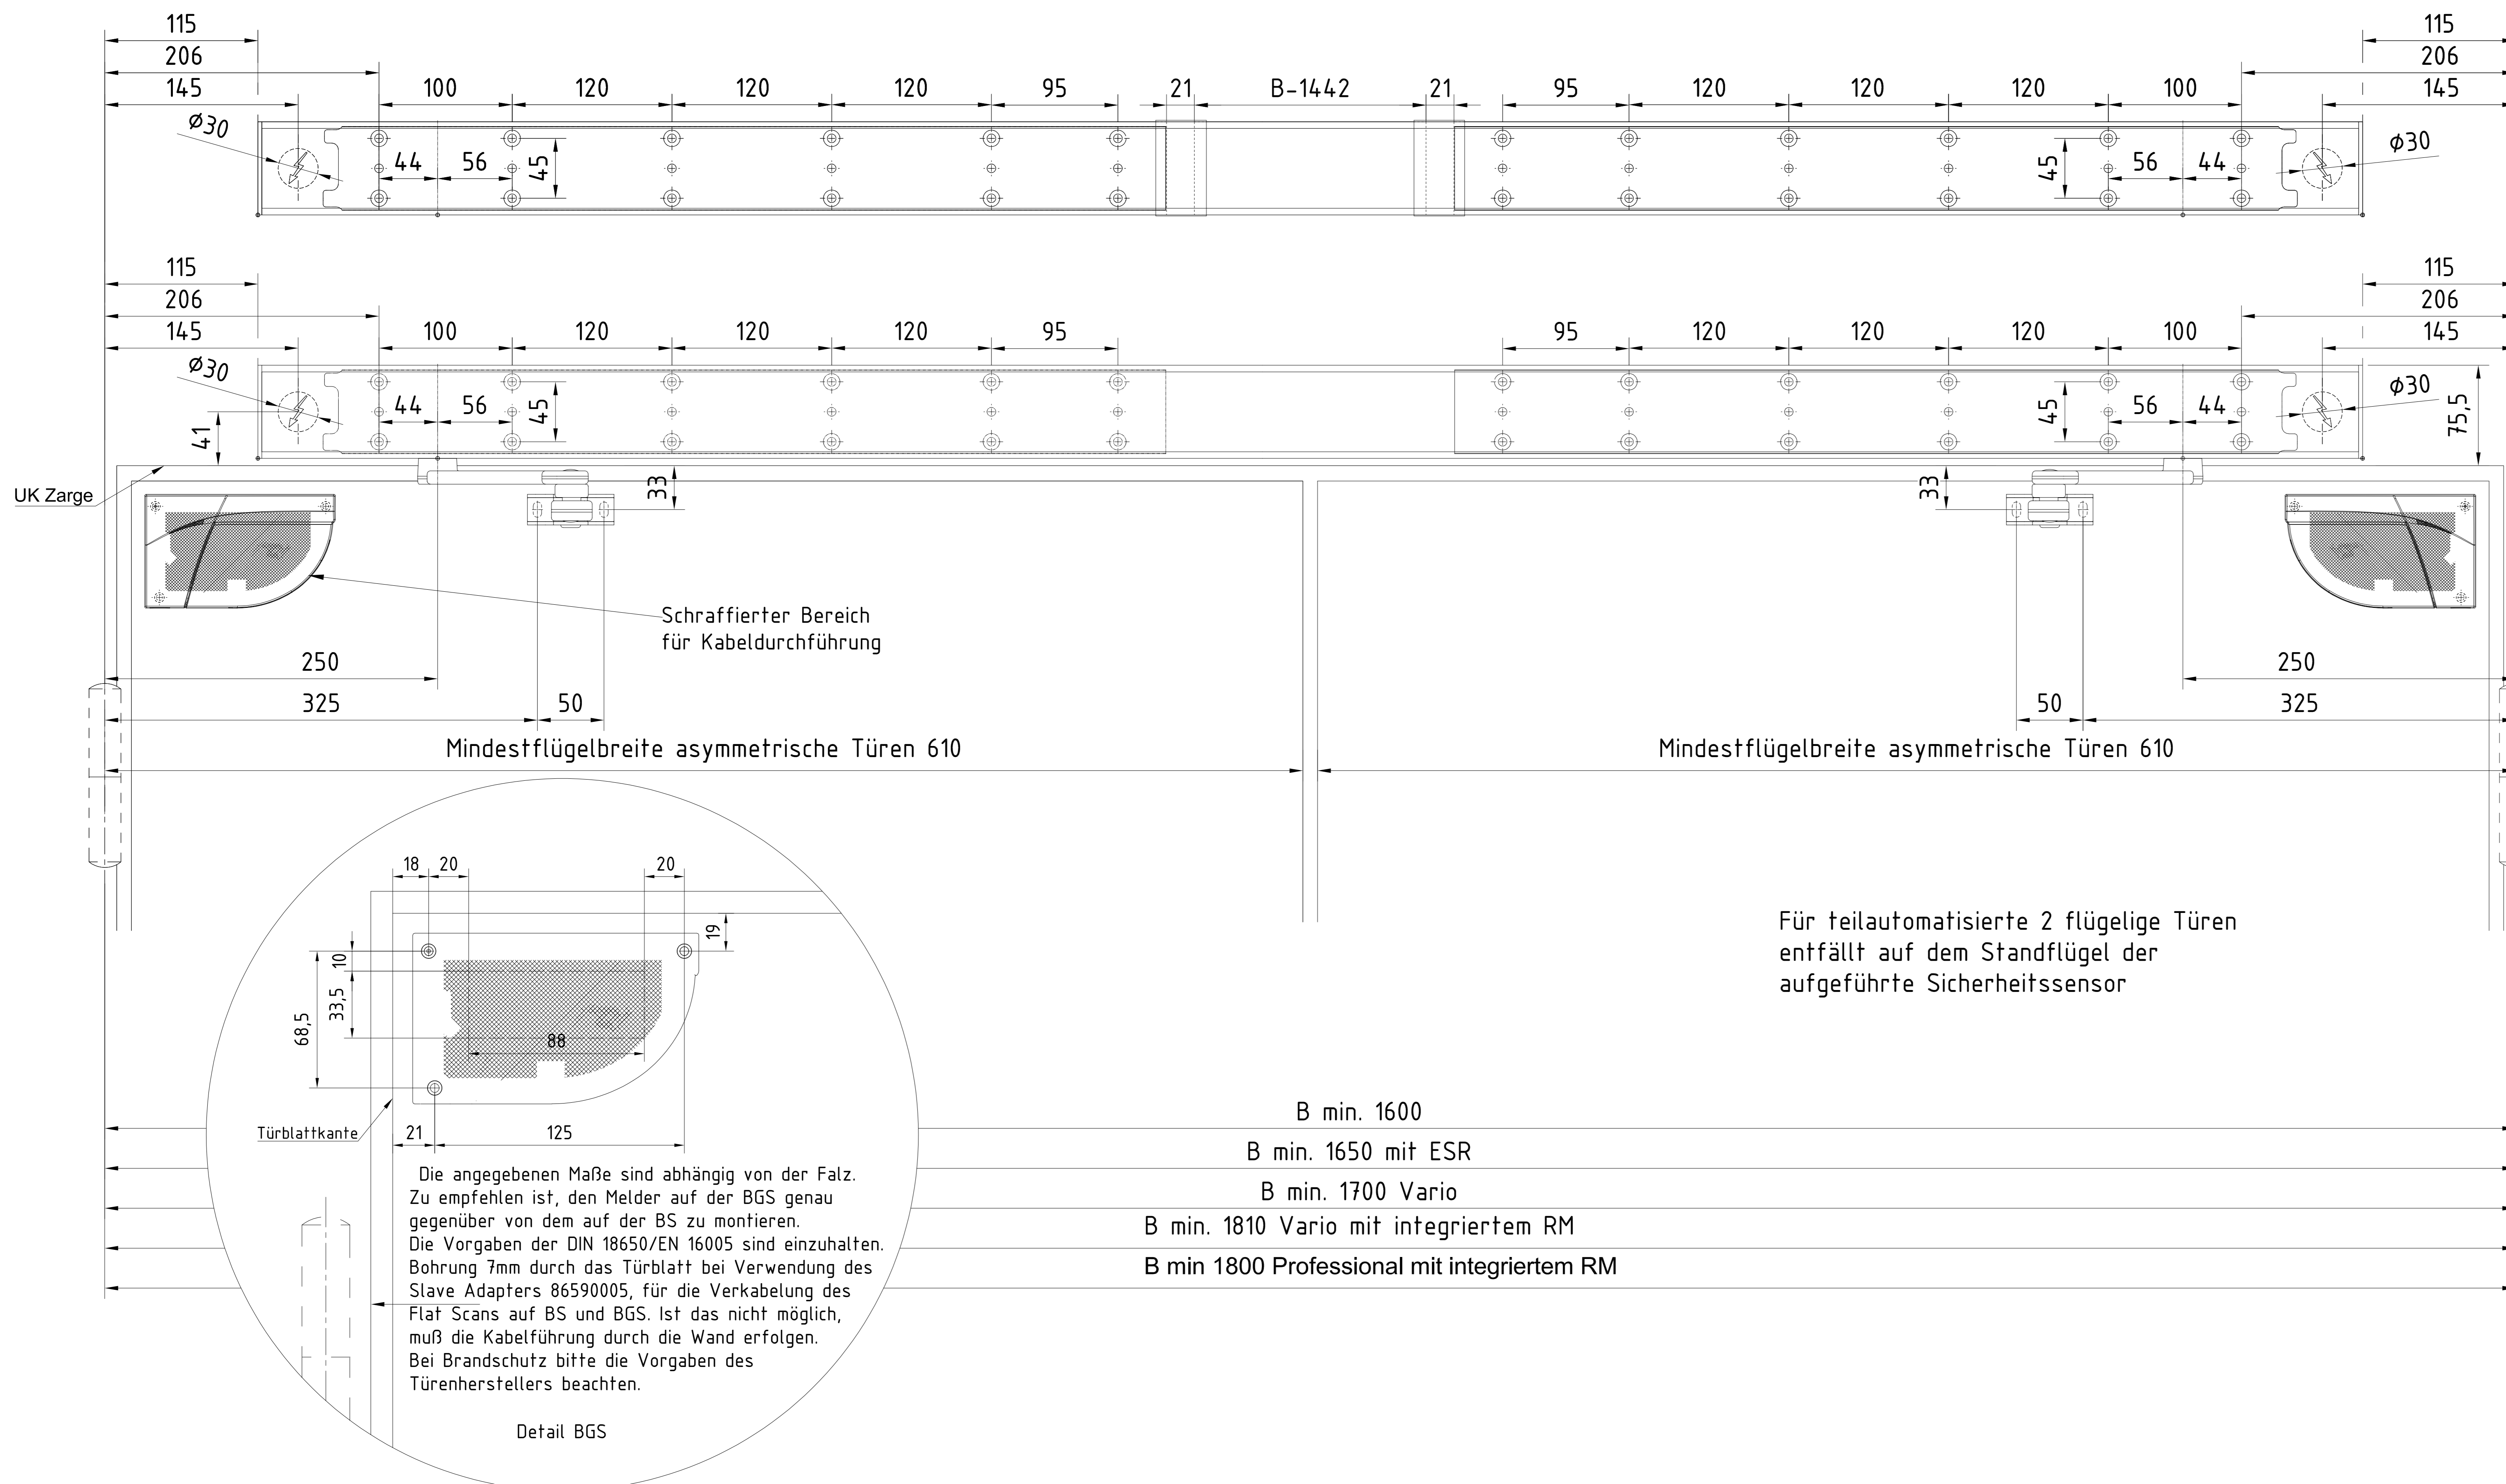 115 115
206 206
145 100 120 120 120 95 21 B-1442 21 95 120 120 120 100 145
ø30 44 56 45 45 56 44 ø30
115 115
206 206
145 100 120 120 120 95 95 120 120 120 100 145
ø30 44 56 45 45 56 44 ø30
41 75,5
UK Zarge 33 33
Schraffierter Bereich
für Kabeldurchführung
250 250
325 50 50 325
Mindestflügelbreite asymmetrische Türen 610 Mindestflügelbreite asymmetrische Türen 610
18 20 20
19
10
33,5
68,5
88
Türblattkante 21 125
Die angegebenen Maße sind abhängig von der Falz.
Zu empfehlen ist, den Melder auf der BGS genau
gegenüber von dem auf der BS zu montieren.
Die Vorgaben der DIN 18650/EN 16005 sind einzuhalten.
Bohrung 7mm durch das Türblatt bei Verwendung des
Slave Adapters 86590005, für die Verkabelung des
Flat Scans auf BS und BGS. Ist das nicht möglich,
muß die Kabelführung durch die Wand erfolgen.
Bei Brandschutz bitte die Vorgaben des
Türenherstellers beachten.
Detail BGS
Für teilautomatisierte 2 flügelige Türen
entfällt auf dem Standflügel der
aufgeführte Sicherheitssensor
B min. 1600
B min. 1650 mit ESR
B min. 1700 Vario
B min. 1810 Vario mit integriertem RM
B min 1800 Professional mit integriertem RM